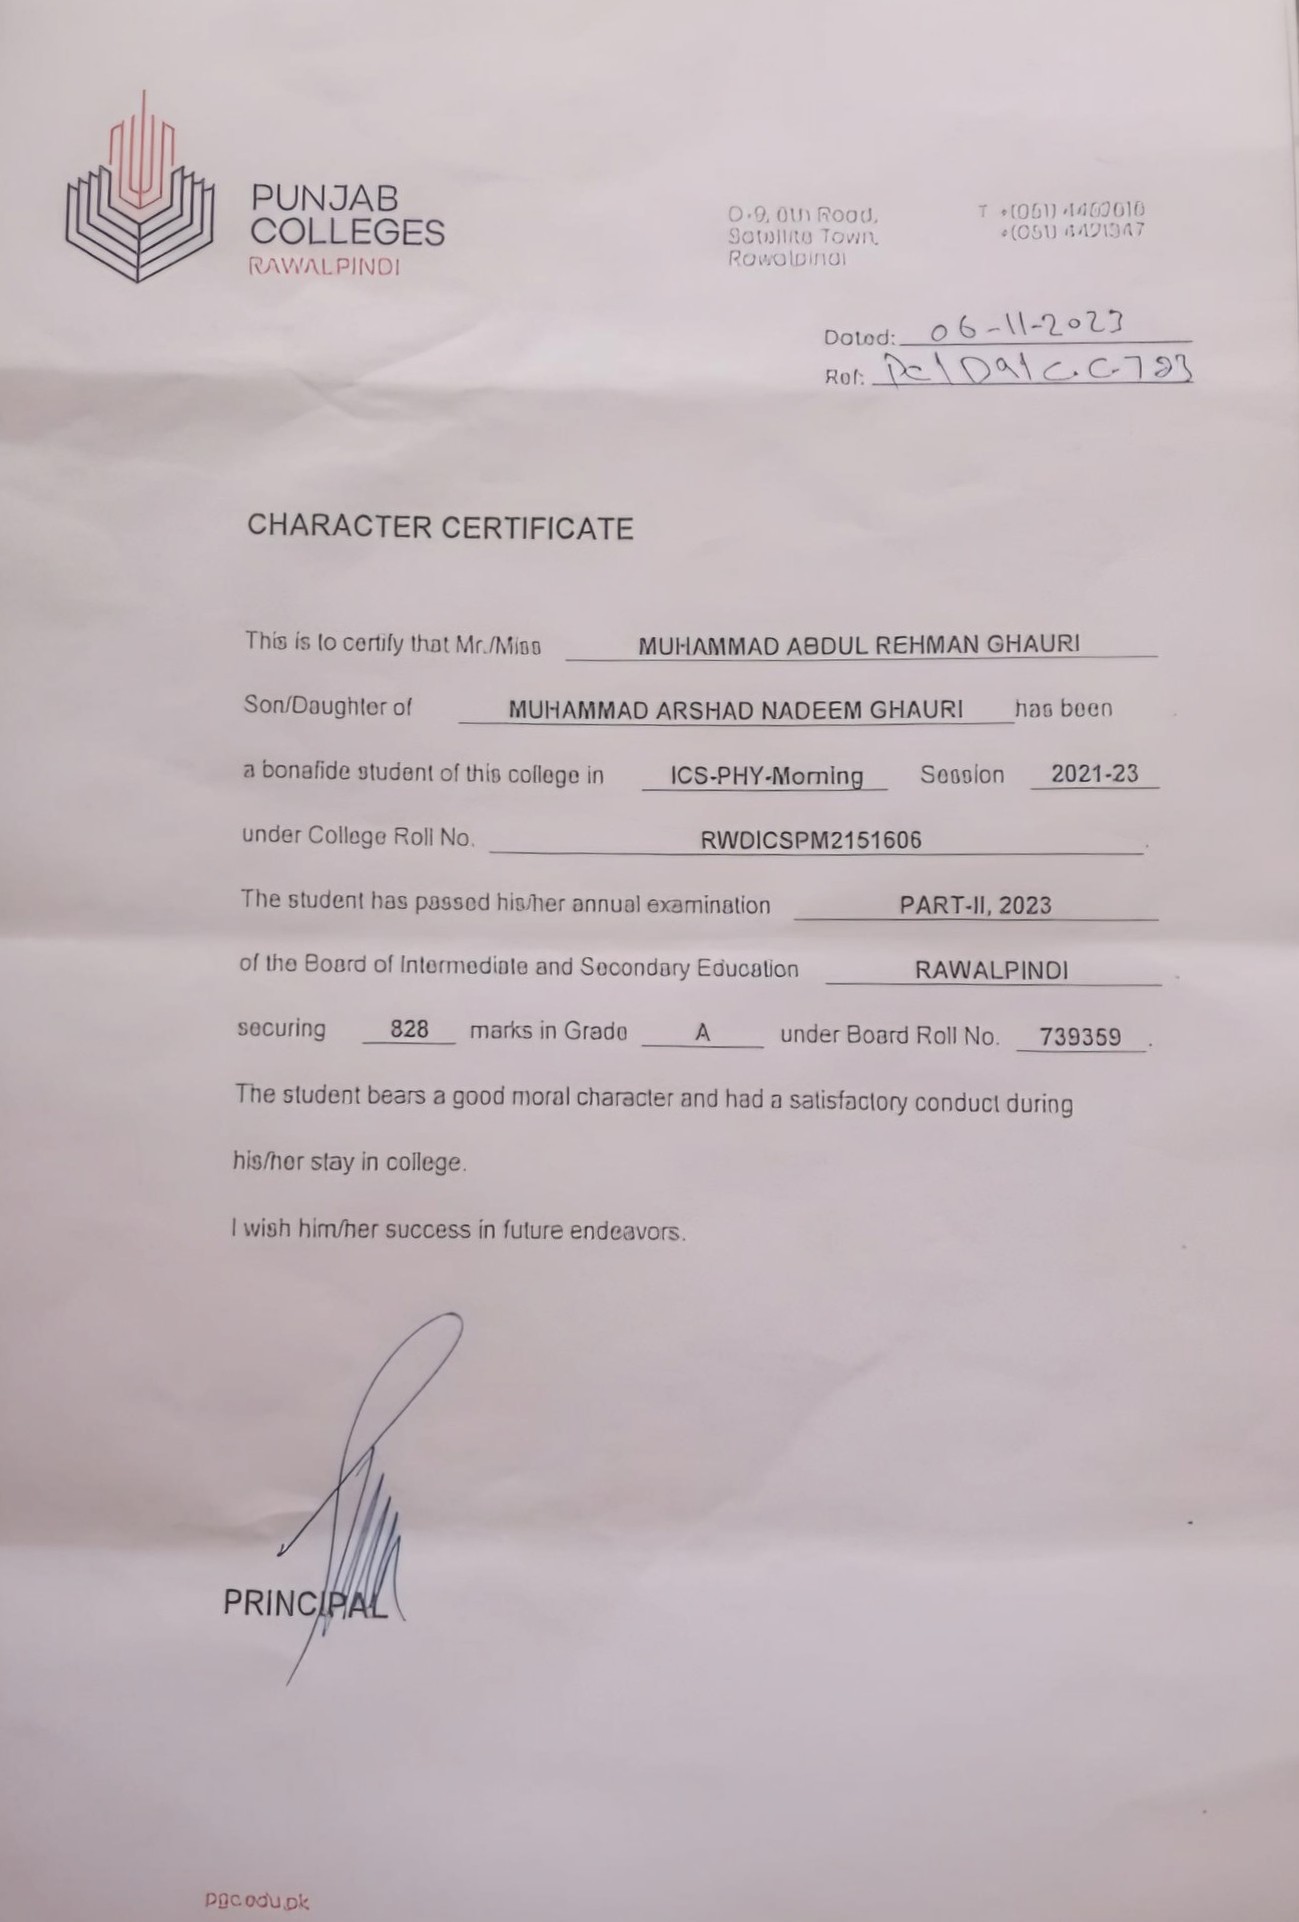 PUNJAB
COLLEGES
RAWALPINDI
D-9, 6th Road,
Satellite Town,
Rawalpindi
T +(051)
+(051)
Dated: 06-11-2023
Ref:
CHARACTER CERTIFICATE
This is to certify that Mr./Miss MUHAMMAD ABDUL REHMAN GHAURI
Son/Daughter of MUHAMMAD ARSHAD NADEEM GHAURI has been
a bonafide student of this college in ICS-PHY-Morning Session 2021-23
under College Roll No. RWDICSPM2151606.
The student has passed his/her annual examination PART-II, 2023
of the Board of Intermediate and Secondary Education RAWALPINDI
securing 828 marks in Grade A under Board Roll No. 739359.
The student bears a good moral character and had a satisfactory conduct during
his/her stay in college.
I wish him/her success in future endeavors.
PRINCIPAL
pgc.edu.pk